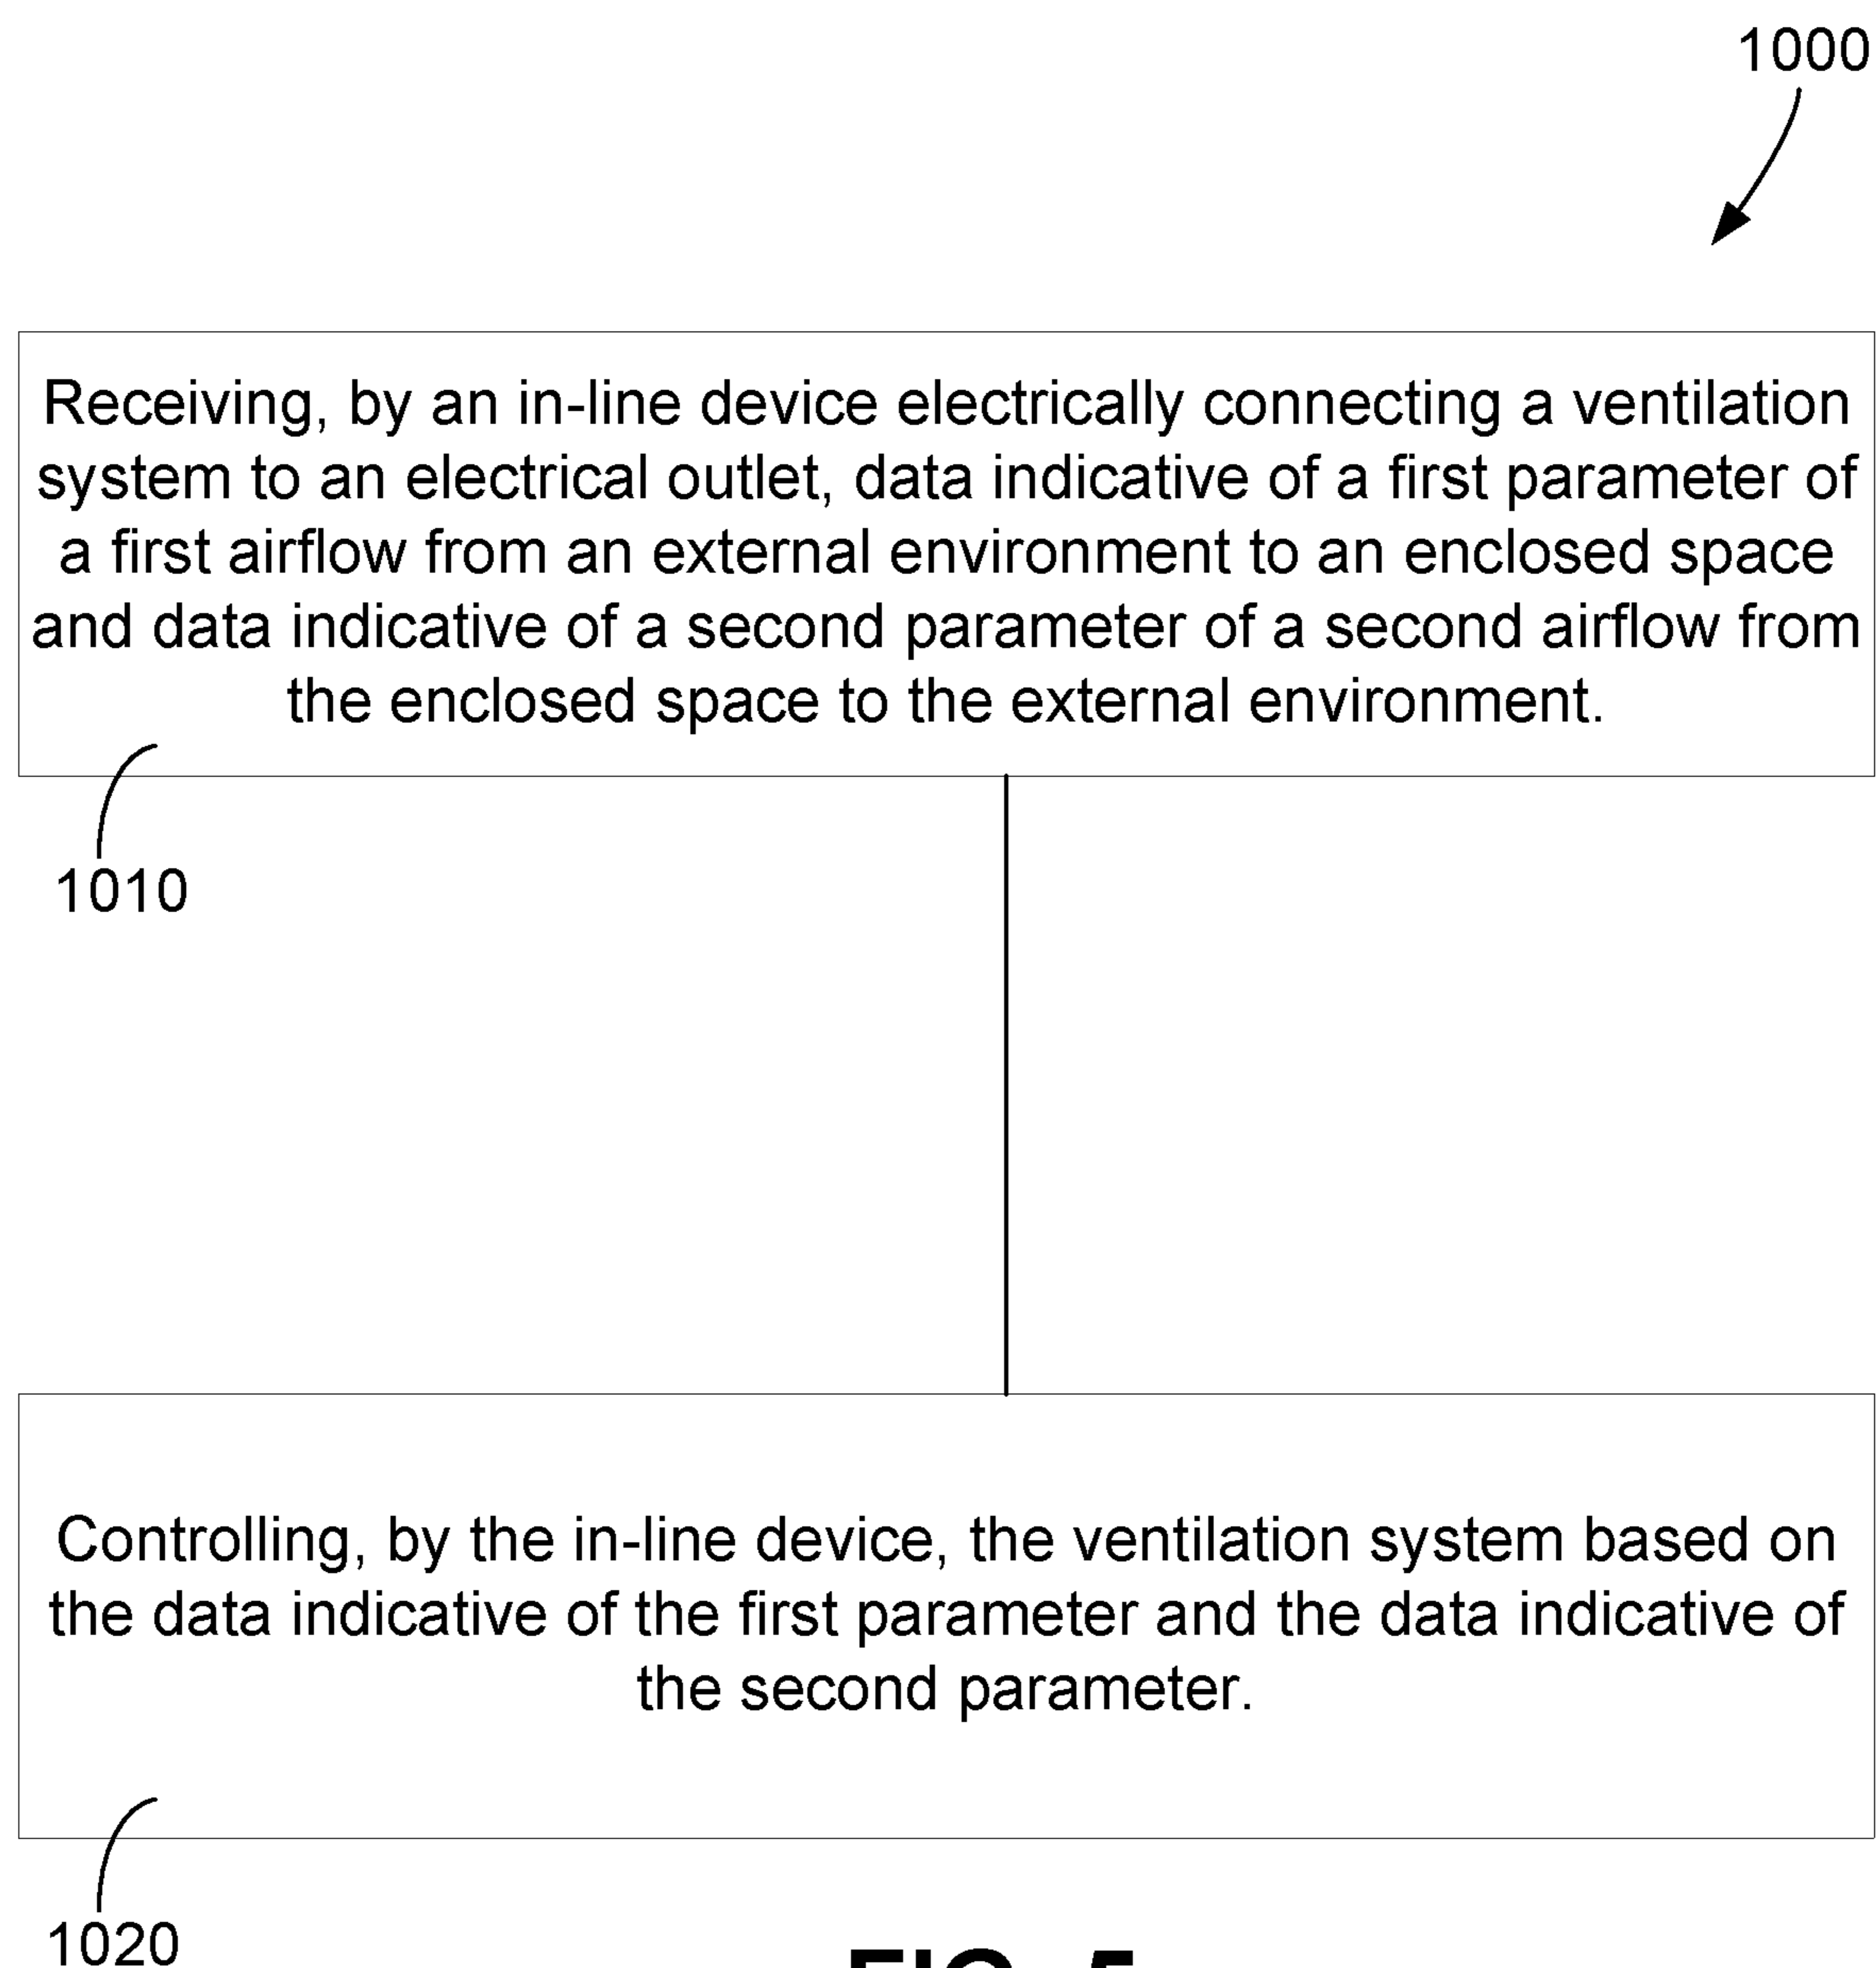 1000
Receiving, by an in-line device electrically connecting a ventilation
system to an electrical outlet, data indicative of a first parameter of
a first airflow from an external environment to an enclosed space
and data indicative of a second parameter of a second airflow from
the enclosed space to the external environment.
1010
Controlling, by the in-line device, the ventilation system based on
the data indicative of the first parameter and the data indicative of
the second parameter.
1020
FIG. 5